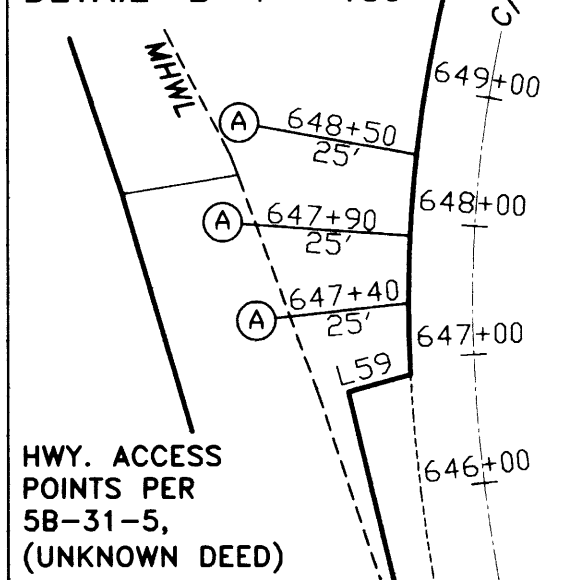 MHWL
649+00
A
648+50
25'
648+00
A
647+90
25'
A
647+40
25'
647+00
L59
646+00
HWY. ACCESS
POINTS PER
5B-31-5,
(UNKNOWN DEED)